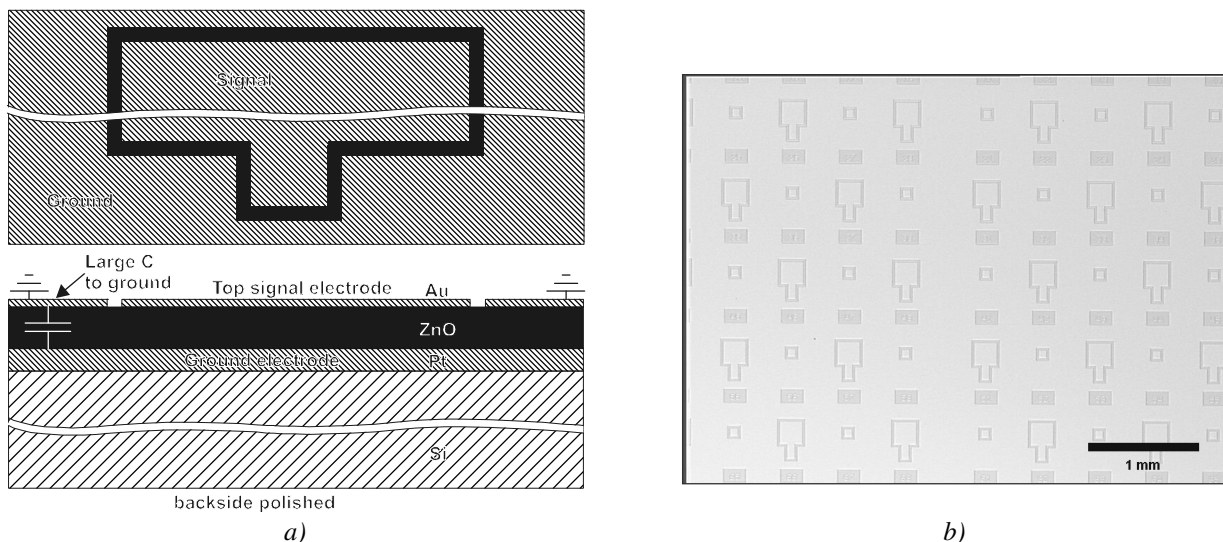 Signal
Ground
Large C
to ground
Top signal electrode
Au
ZnO
Ground electrode
Pt
Si
backside polished
a)
1 mm
b)